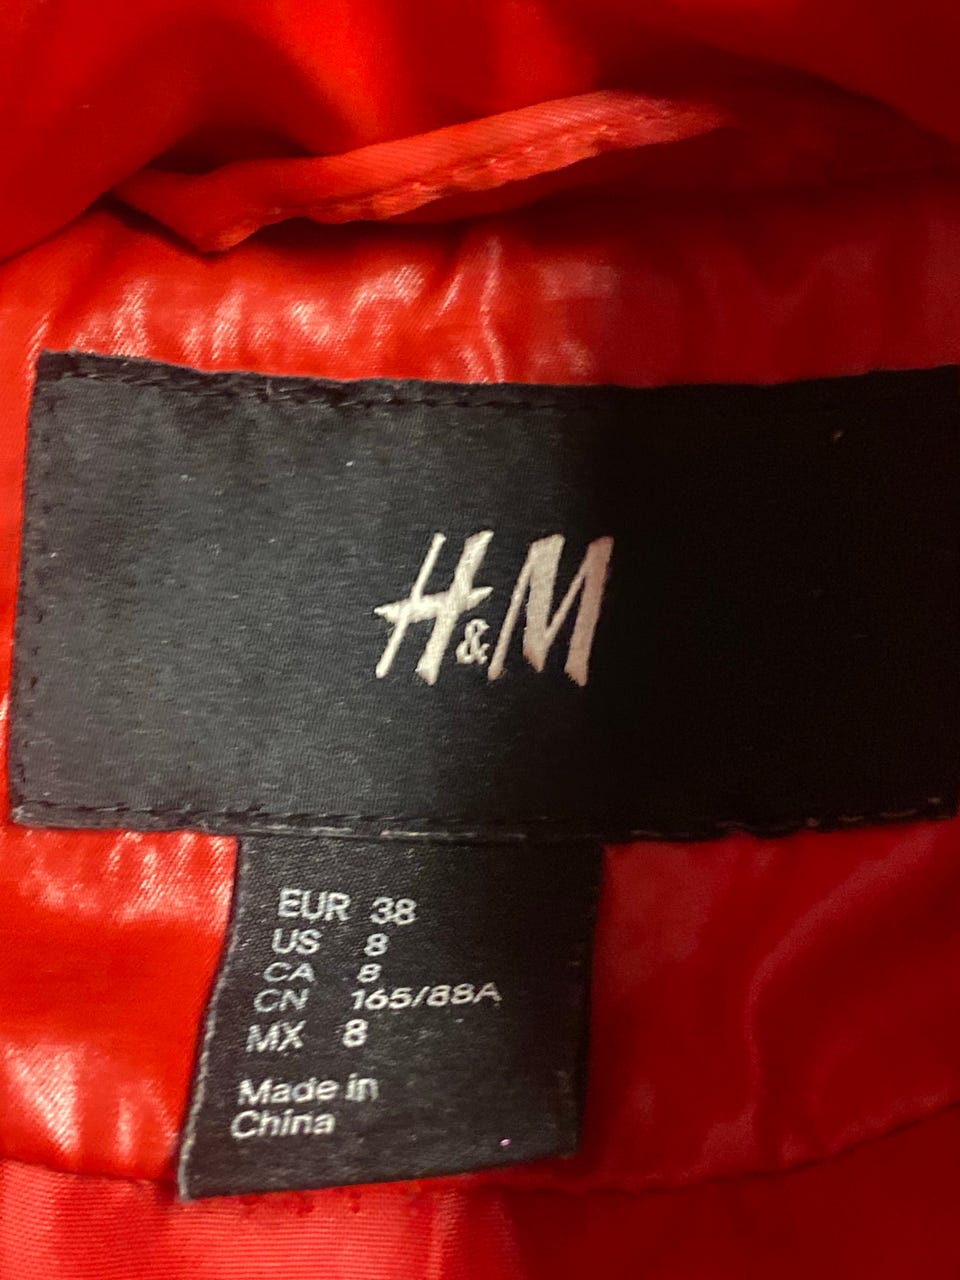 H&M
EUR 38
US 8
CA 8
CN 165/88A
MX 8
Made in
China